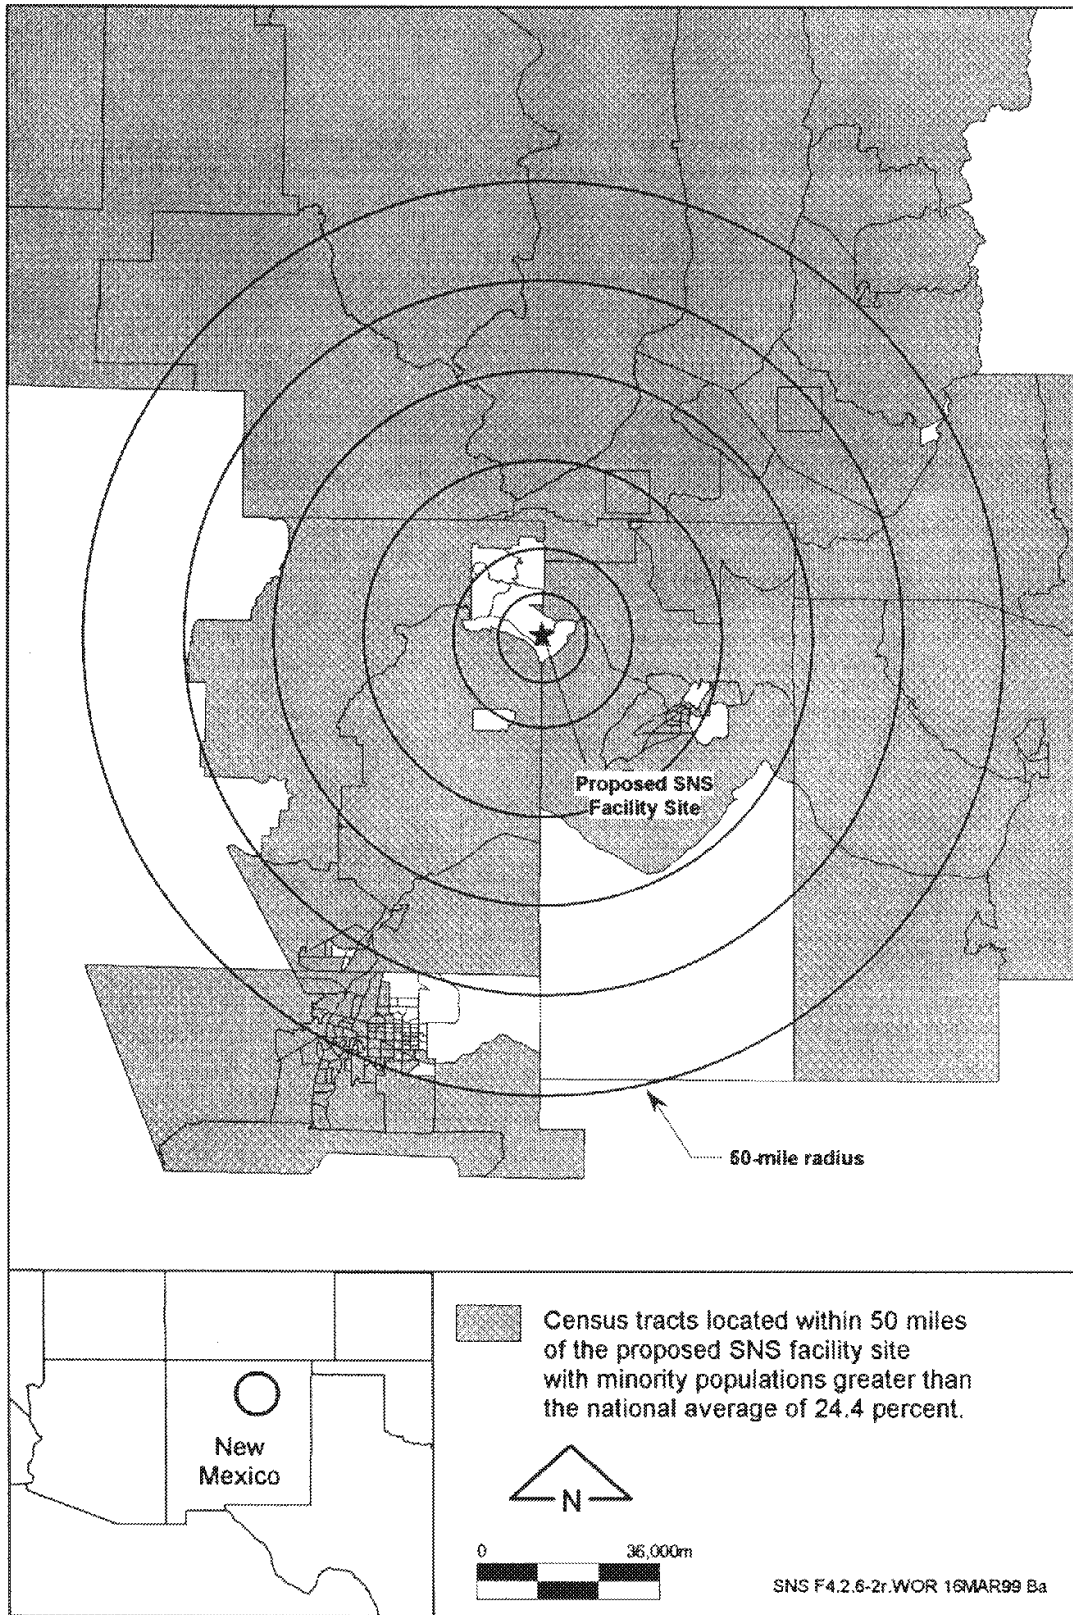 Proposed SNS
Facility Site
50-mile radius
New
Mexico
Census tracts located within 50 miles
of the proposed SNS facility site
with minority populations greater than
the national average of 24.4 percent.
N
0 36,000m
SNS F4.2.6-2r.WOR 16MAR99 Ba